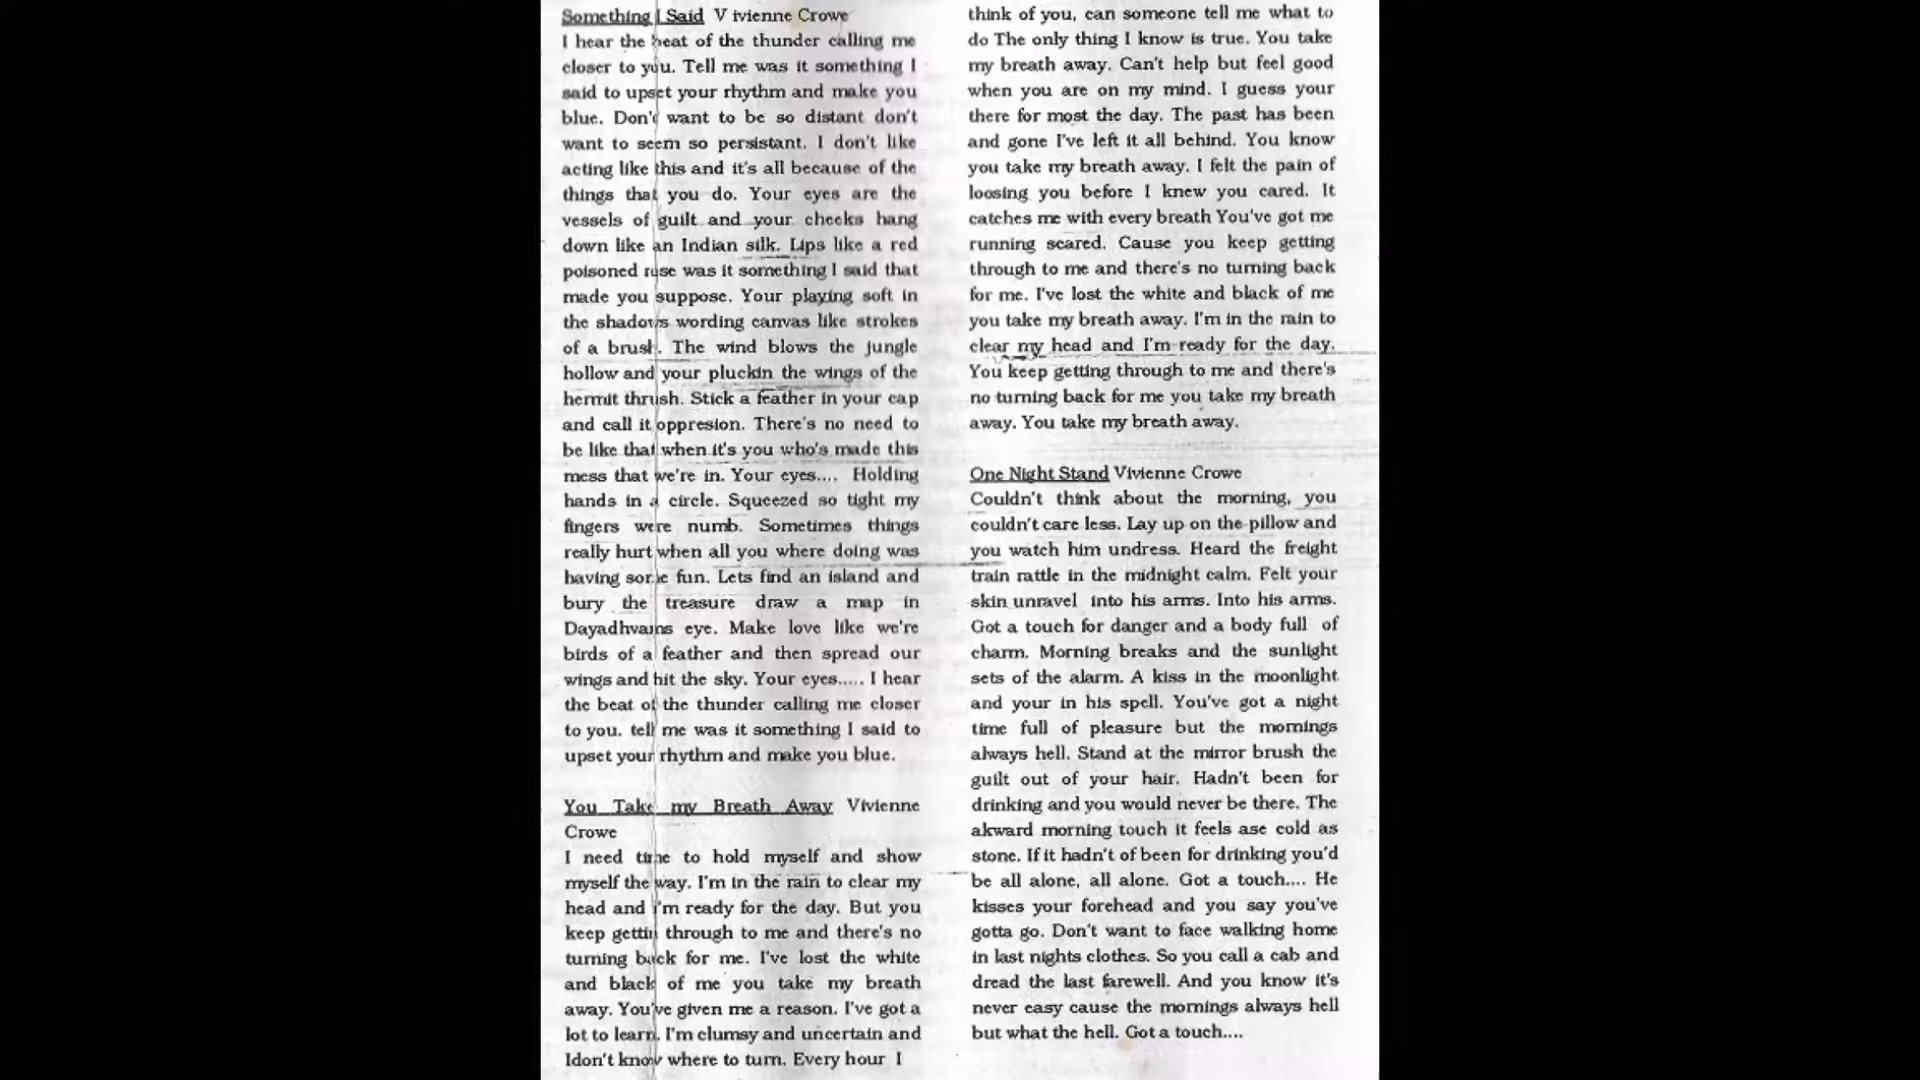 Something I Said V ivienne Crowe
I hear the beat of the thunder calling me
closer to you. Tell me was it something I
said to upset your rhythm and make you
blue. Don't want to be so distant don't
want to seem so persistant. I don't like
acting like this and it's all because of the
things that you do. Your eyes are the
vessels of guilt and your cheeks hang
down like an Indian silk. Lips like a red
poisoned rose was it something I said that
made you suppose. Your playing soft in
the shadows wording canvas like strokes
of a brush. The wind blows the jungle
hollow and your pluckin the wings of the
hermit thrush. Stick a feather in your cap
and call it oppresion. There's no need to
be like that when it's you who's made this
mess that we're in. Your eyes.... Holding
hands in a circle. Squeezed so tight my
fingers were numb. Sometimes things
really hurt when all you where doing was
having some fun. Lets find an island and
bury the treasure draw a map in
Dayadhvams eye. Make love like we're
birds of a feather and then spread our
wings and hit the sky. Your eyes..... I hear
the beat of the thunder calling me closer
to you. tell me was it something I said to
upset your rhythm and make you blue.
You Take my Breath Away Vivienne
Crowe
I need time to hold myself and show
myself the way. I'm in the rain to clear my
head and i'm ready for the day. But you
keep gettin through to me and there's no
turning back for me. I've lost the white
and black of me you take my breath
away. You've given me a reason. I've got a
lot to learn. I'm clumsy and uncertain and
Idon't know where to turn. Every hour I
think of you, can someone tell me what to
do The only thing I know is true. You take
my breath away. Can't help but feel good
when you are on my mind. I guess your
there for most the day. The past has been
and gone I've left it all behind. You know
you take my breath away. I felt the pain of
loosing you before I knew you cared. It
catches me with every breath You've got me
running scared. Cause you keep getting
through to me and there's no turning back
for me. I've lost the white and black of me
you take my breath away. I'm in the rain to
clear my head and I'm ready for the day.
You keep getting through to me and there's
no turning back for me you take my breath
away. You take my breath away.
One Night Stand Vivienne Crowe
Couldn't think about the morning, you
couldn't care less. Lay up on the pillow and
you watch him undress. Heard the freight
train rattle in the midnight calm. Felt your
skin unravel into his arms. Into his arms.
Got a touch for danger and a body full of
charm. Morning breaks and the sunlight
sets of the alarm. A kiss in the moonlight
and your in his spell. You've got a night
time full of pleasure but the mornings
always hell. Stand at the mirror brush the
guilt out of your hair. Hadn't been for
drinking and you would never be there. The
akward morning touch it feels ase cold as
stone. If it hadn't of been for drinking you'd
be all alone, all alone. Got a touch.... He
kisses your forehead and you say you've
gotta go. Don't want to face walking home
in last nights clothes. So you call a cab and
dread the last farewell. And you know it's
never easy cause the mornings always hell
but what the hell. Got a touch....